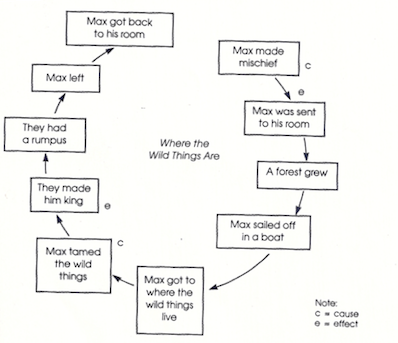 Max made
mischief
c
e
Max was sent
to his room
A forest grew
Max sailed off
in a boat
Max got to
where the
wild things
live
Max tamed
the wild
things
c
They made
him king
e
They had
a rumpus
Max left
Max got back
to his room
Where the
Wild Things Are
Note:
c = cause
e = effect